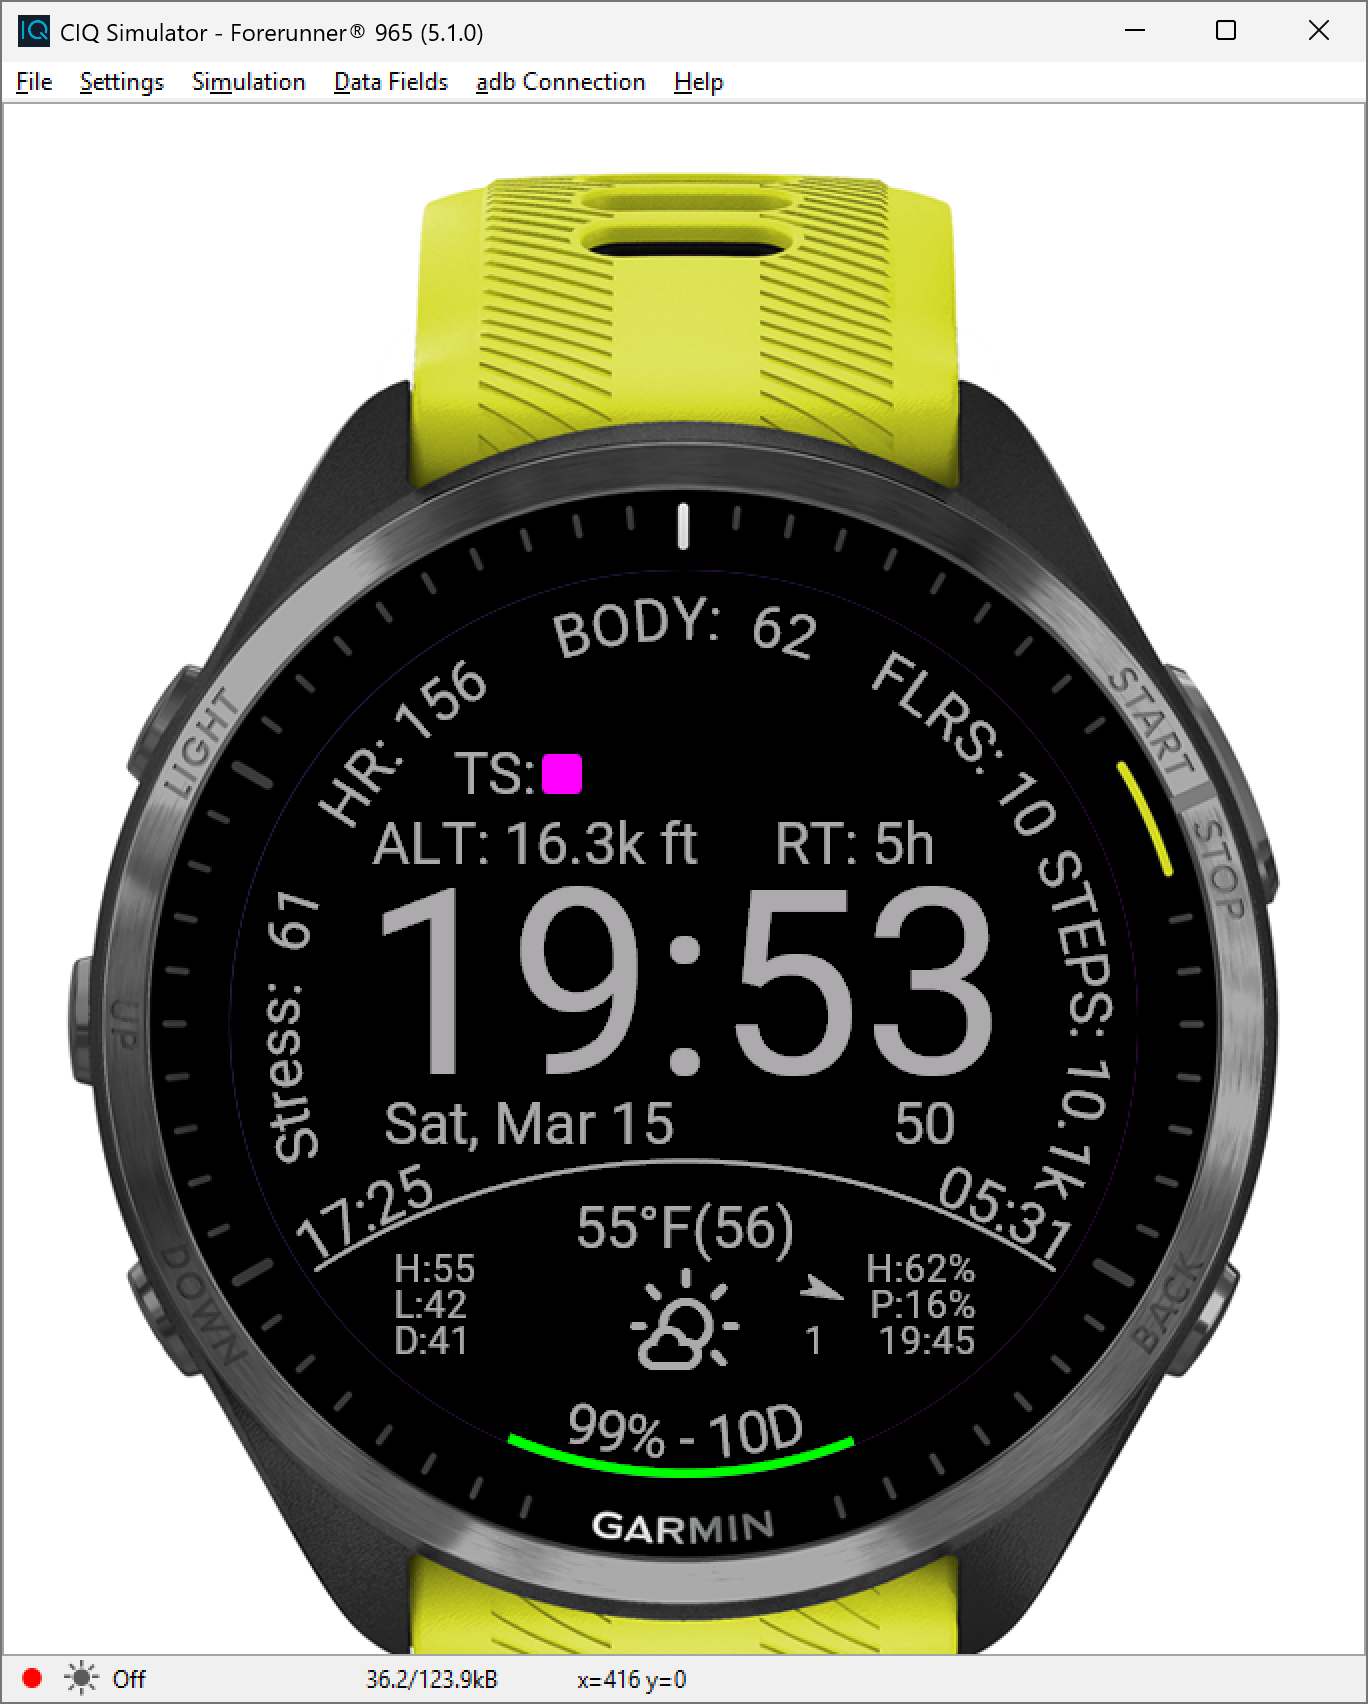 IQ CIQ Simulator - Forerunner® 965 (5.1.0)
File Settings Simulation Data Fields adb Connection Help
BODY: 62
HR: 156
FLRS: 10
LIGHT
START
STOP
TS:
ALT: 16.3k ft RT: 5h
19:53
Stress: 61
STEPS: 10.1k
UP
Sat, Mar 15 50
17:25
05:31
55°F(56)
DOWN
BACK
H:55
L:42
D:41
1
H:62%
P:16%
19:45
99% - 10D
GARMIN
Off 36.2/123.9kB x=416 y=0